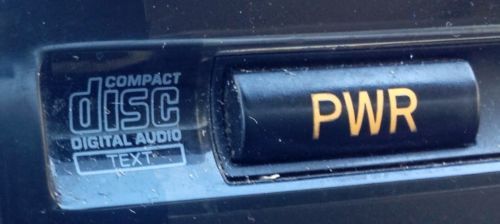 COMPACT
disc
DIGITAL AUDIO
TEXT
PWR